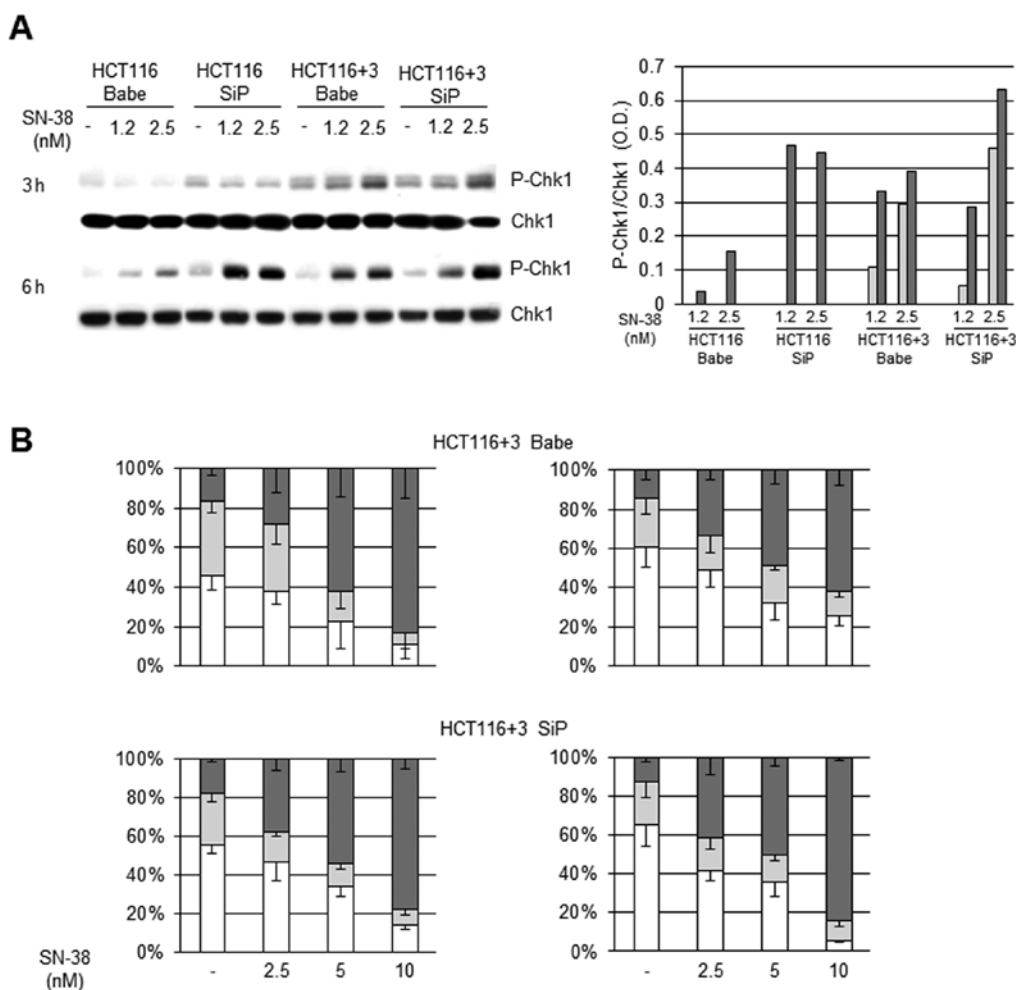 A
HCT116 HCT116 HCT116+3 HCT116+3
Babe SiP Babe SiP
SN-38 - 1.2 2.5 - 1.2 2.5 - 1.2 2.5 - 1.2 2.5
(nM)
3h P-Chk1
Chk1
6h P-Chk1
Chk1
P-Chk1/Chk1 (O.D.)
0.7
0.6
0.5
0.4
0.3
0.2
0.1
0
SN-38 1.2 2.5 1.2 2.5 1.2 2.5 1.2 2.5
(nM) HCT116 HCT116 HCT116+3 HCT116+3
Babe SiP Babe SiP
B
HCT116+3 Babe
100%
80%
60%
40%
20%
0%
100%
80%
60%
40%
20%
0%
HCT116+3 SiP
100%
80%
60%
40%
20%
0%
100%
80%
60%
40%
20%
0%
SN-38 - 2.5 5 10 - 2.5 5 10
(nM)